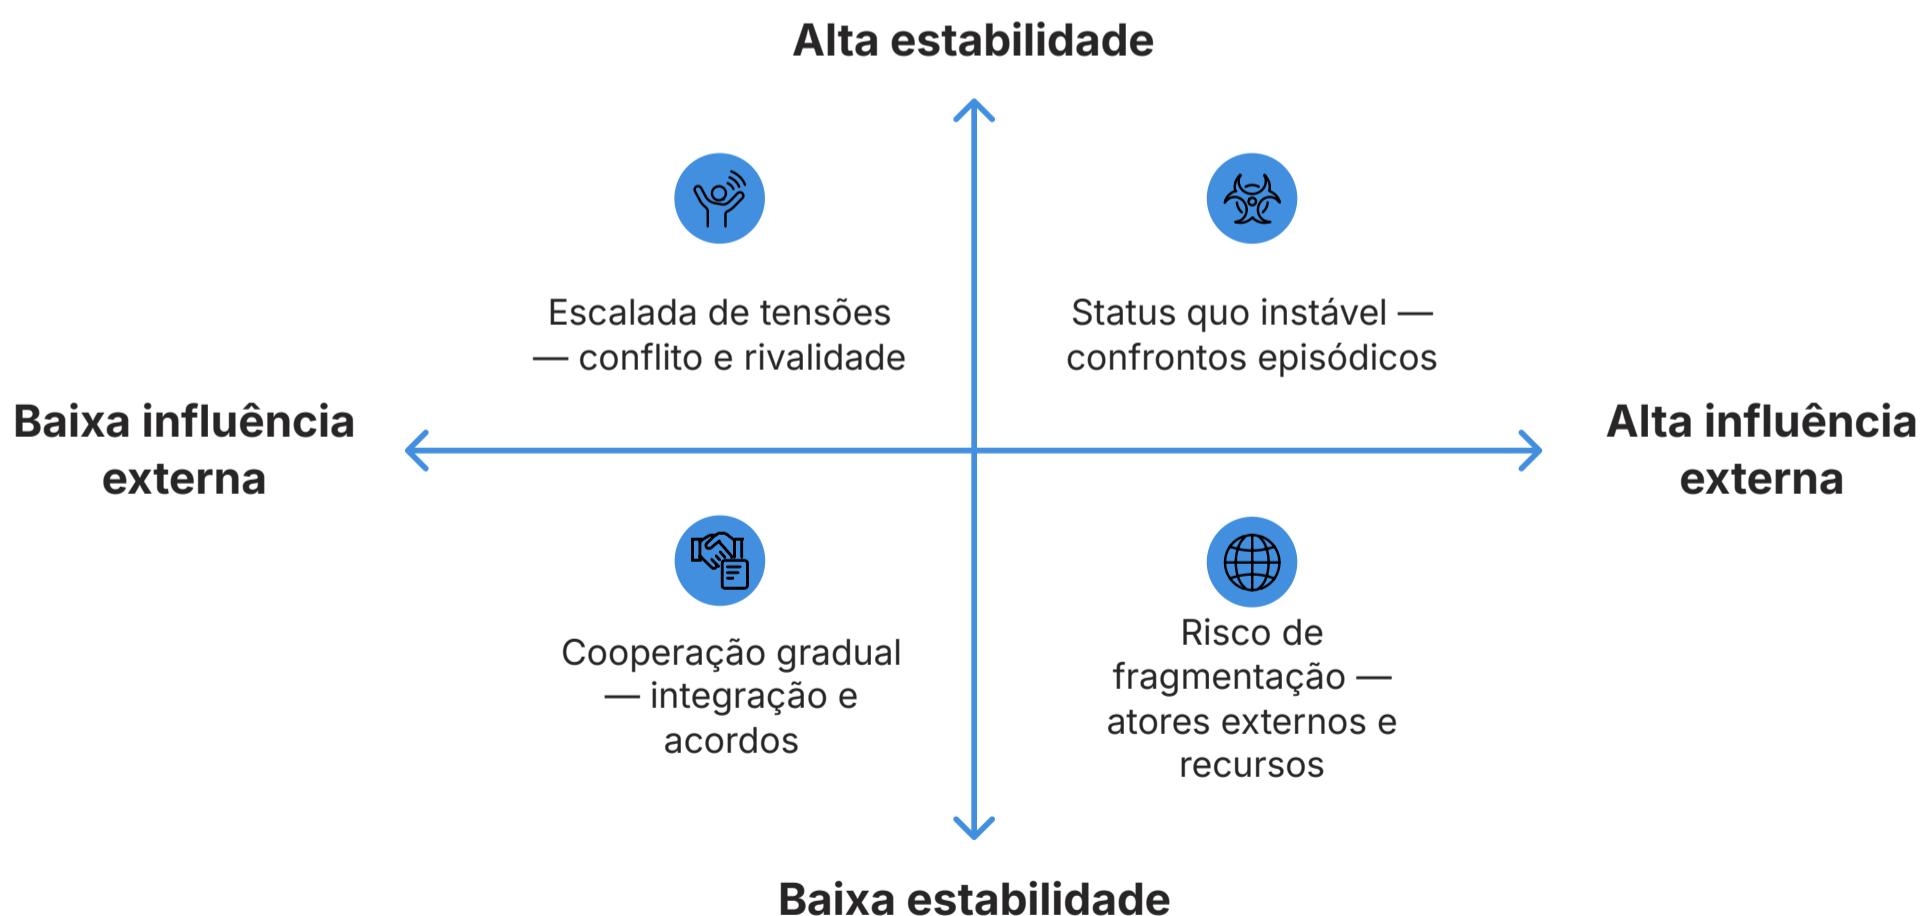 Alta estabilidade
Escalada de tensões
— conflito e rivalidade
Status quo instável —
confrontos episódicos
Baixa influência
externa
Alta influência
externa
Cooperação gradual
— integração e
acordos
Risco de
fragmentação —
atores externos e
recursos
Baixa estabilidade